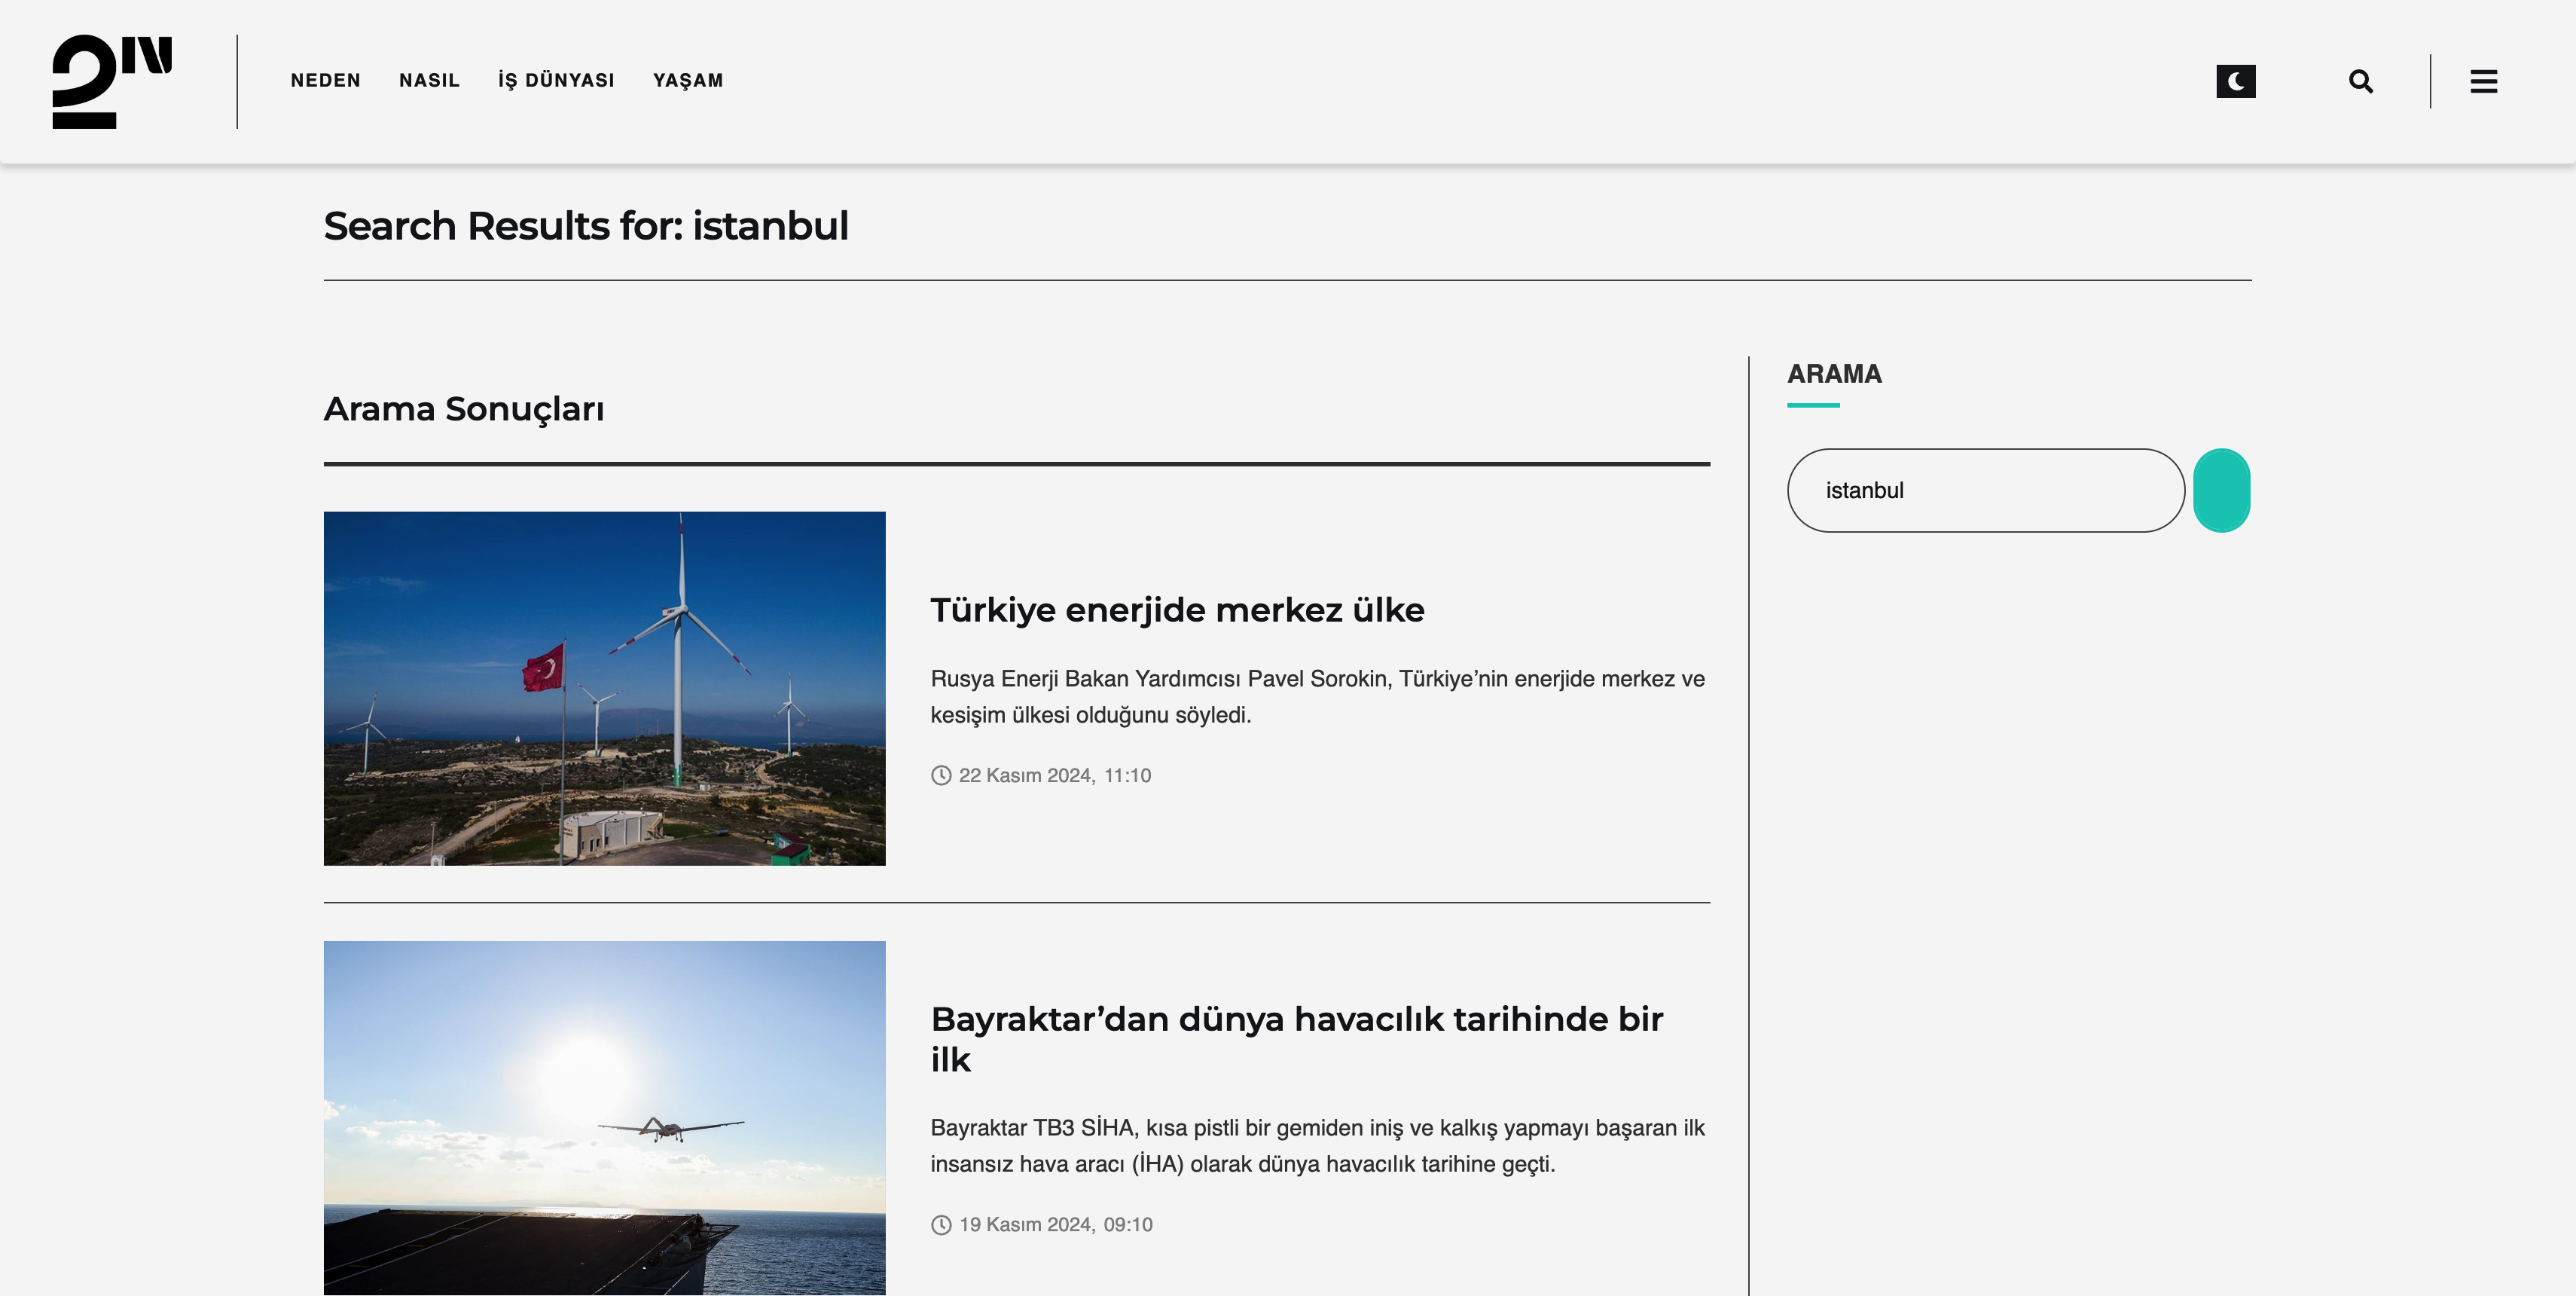 2N
NEDEN
NASIL
İŞ DÜNYASI
YAŞAM
Search Results for: istanbul
Arama Sonuçları
Türkiye enerjide merkez ülke
Rusya Enerji Bakan Yardımcısı Pavel Sorokin, Türkiye’nin enerjide merkez ve
kesişim ülkesi olduğunu söyledi.
22 Kasım 2024, 11:10
Bayraktar’dan dünya havacılık tarihinde bir
ilk
Bayraktar TB3 SİHA, kısa pistli bir gemiden iniş ve kalkış yapmayı başaran ilk
insansız hava aracı (İHA) olarak dünya havacılık tarihine geçti.
19 Kasım 2024, 09:10
ARAMA
istanbul